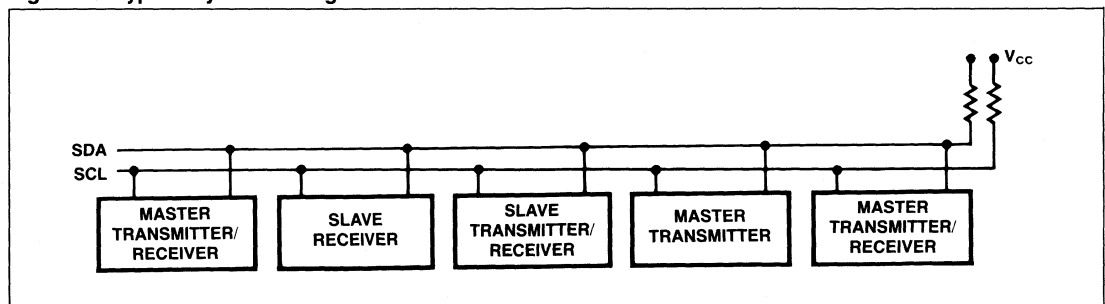 VCC
SDA
SCL
MASTER
TRANSMITTER/
RECEIVER
SLAVE
RECEIVER
SLAVE
TRANSMITTER/
RECEIVER
MASTER
TRANSMITTER
MASTER
TRANSMITTER/
RECEIVER